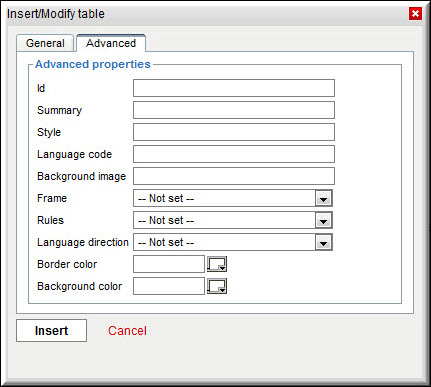 Insert/Modify table
General Advanced
Advanced properties
Id
Summary
Style
Language code
Background image
Frame -- Not set --
Rules -- Not set --
Language direction -- Not set --
Border color
Background color
Insert Cancel